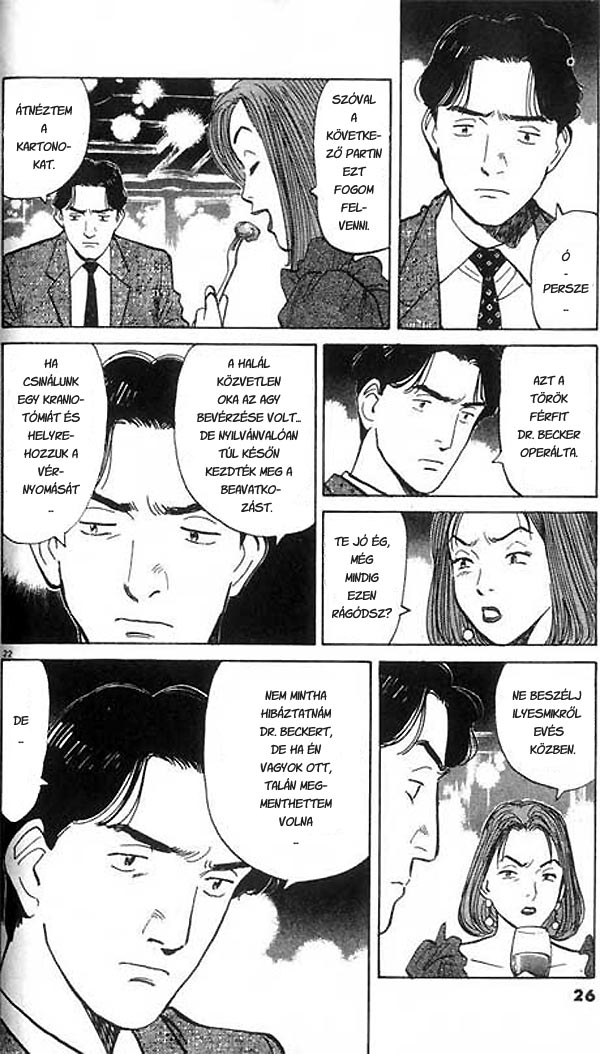 Ó
-
PERSZE
..
SZÓVAL
A
KÖVETKE-
ZŐ PARTIN
EZT
FOGOM
FEL-
VENNI.
ÁTNÉZTEM
A
KARTONO-
KAT.
AZT A
TÖRÖK
FÉRFIT
DR. BECKER
OPERÁLTA.
TE JÓ ÉG,
MÉG
MINDIG
EZEN
RÁGÓDSZ?
A HALÁL
KÖZVETLEN
OKA AZ AGY
BEVÉRZÉSE VOLT..
DE NYILVÁNVALÓAN
TÚL KÉSŐN
KEZDTÉK MEG A
BEAVATKO-
ZÁST.
HA
CSINÁLUNK
EGY KRANIO-
TÓMIÁT ÉS
HELYRE-
HOZZUK A
VÉR-
NYOMÁSÁT
..
NE BESZÉLJ
ILYESMIKRŐL
EVÉS
KÖZBEN.
NEM MINTHA
HIBÁZTATNÁM
DR. BECKERT,
DE HA ÉN
VAGYOK OTT,
TALÁN MEG-
MENTHETTEM
VOLNA
..
DE
..
22
26